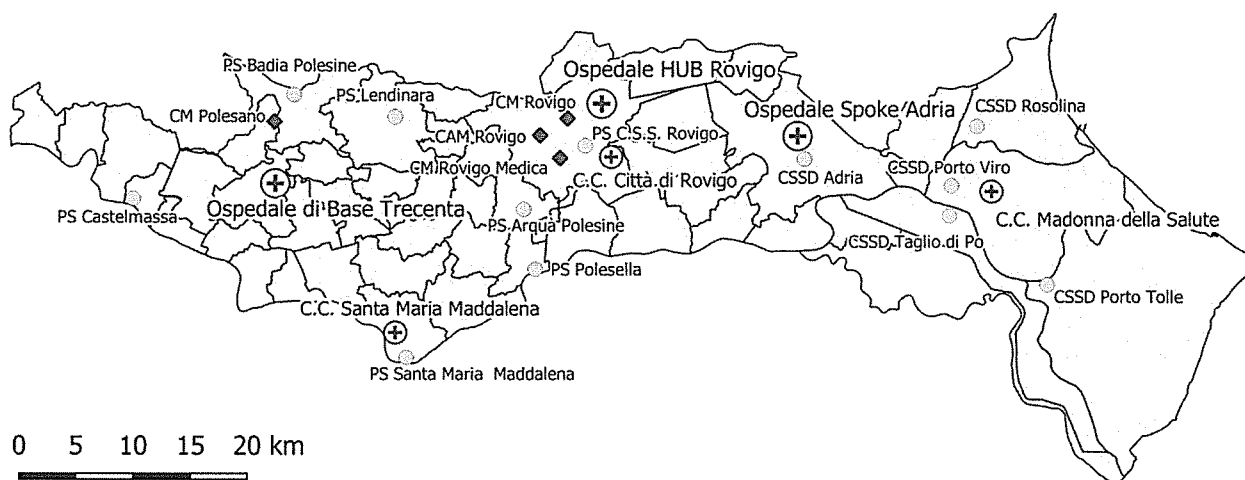 PS Badia Polesine
Ospedale HUB Rovigo
PS Lendinara
CM Rovigo
CM Polesano
Ospedale Spoke Adria
CSSD Rosolina
CAM Rovigo
PS C.S.S. Rovigo
CM Rovigo Medica
C.C. Città di Rovigo
CSSD Adria
CSSD Porto Viro
PS Castelmassa
Ospedale di Base Trecenta
PS Arquà Polesine
C.C. Madonna della Salute
CSSD Taglio di Po
PS Polesella
CSSD Porto Tolle
C.C. Santa Maria Maddalena
PS Santa Maria Maddalena
0 5 10 15 20 km